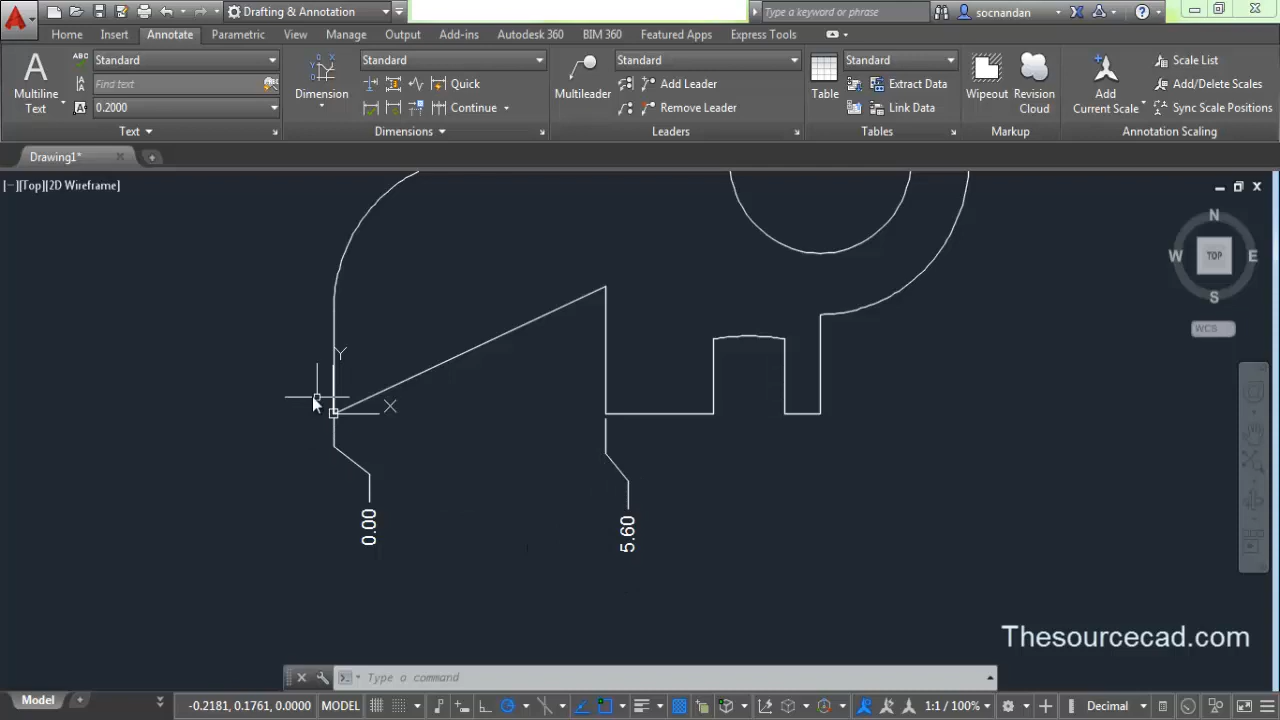 Drafting & Annotation
Type a keyword or phrase
socnandan
Home Insert Annotate Parametric View Manage Output Add-ins Autodesk 360 BIM 360 Featured Apps Express Tools
A
Multiline
Text
ABC
Standard
Find text
0.2000
Text
Dimension
Standard
Quick
Continue
Dimensions
Multileader
Standard
Add Leader
Remove Leader
Leaders
Table
Standard
Extract Data
Link Data
Tables
Wipeout
Revision
Cloud
Markup
Add
Current Scale
Scale List
Add/Delete Scales
Sync Scale Positions
Annotation Scaling
Drawing1*
[−][Top][2D Wireframe]
N
W TOP E
S
WCS
Y
X
0.00
5.60
Thesourcecad.com
Type a command
Model
-0.2181, 0.1761, 0.0000 MODEL 1:1 / 100% Decimal